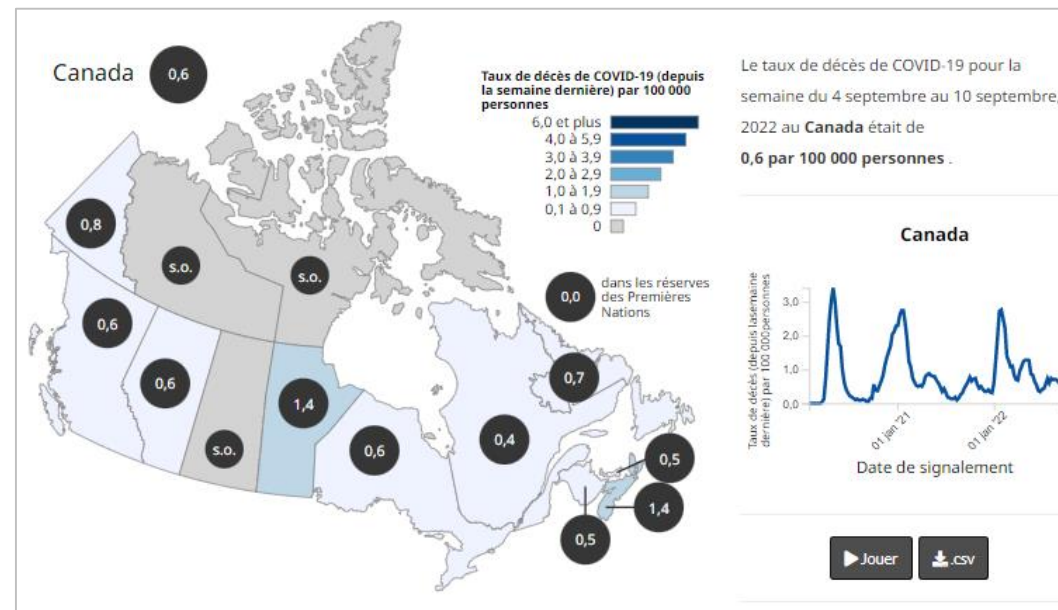 Canada
0,6
Taux de décès de COVID-19 (depuis
la semaine dernière) par 100 000
personnes
6,0 et plus
4,0 à 5,9
3,0 à 3,9
2,0 à 2,9
1,0 à 1,9
0,1 à 0,9
0
0,8
s.o.
s.o.
0,0
dans les réserves
des Premières
Nations
0,6
0,6
0,7
1,4
s.o.
0,6
0,4
0,5
1,4
0,5
Le taux de décès de COVID-19 pour la
semaine du 4 septembre au 10 septembre,
2022 au Canada était de
0,6 par 100 000 personnes .
Canada
Taux de décès (depuis lasemaine
dernière) par 100 000personnes
3,0
2,0
1,0
0,0
01 jan '21
01 jan '22
Date de signalement
Jouer
.csv